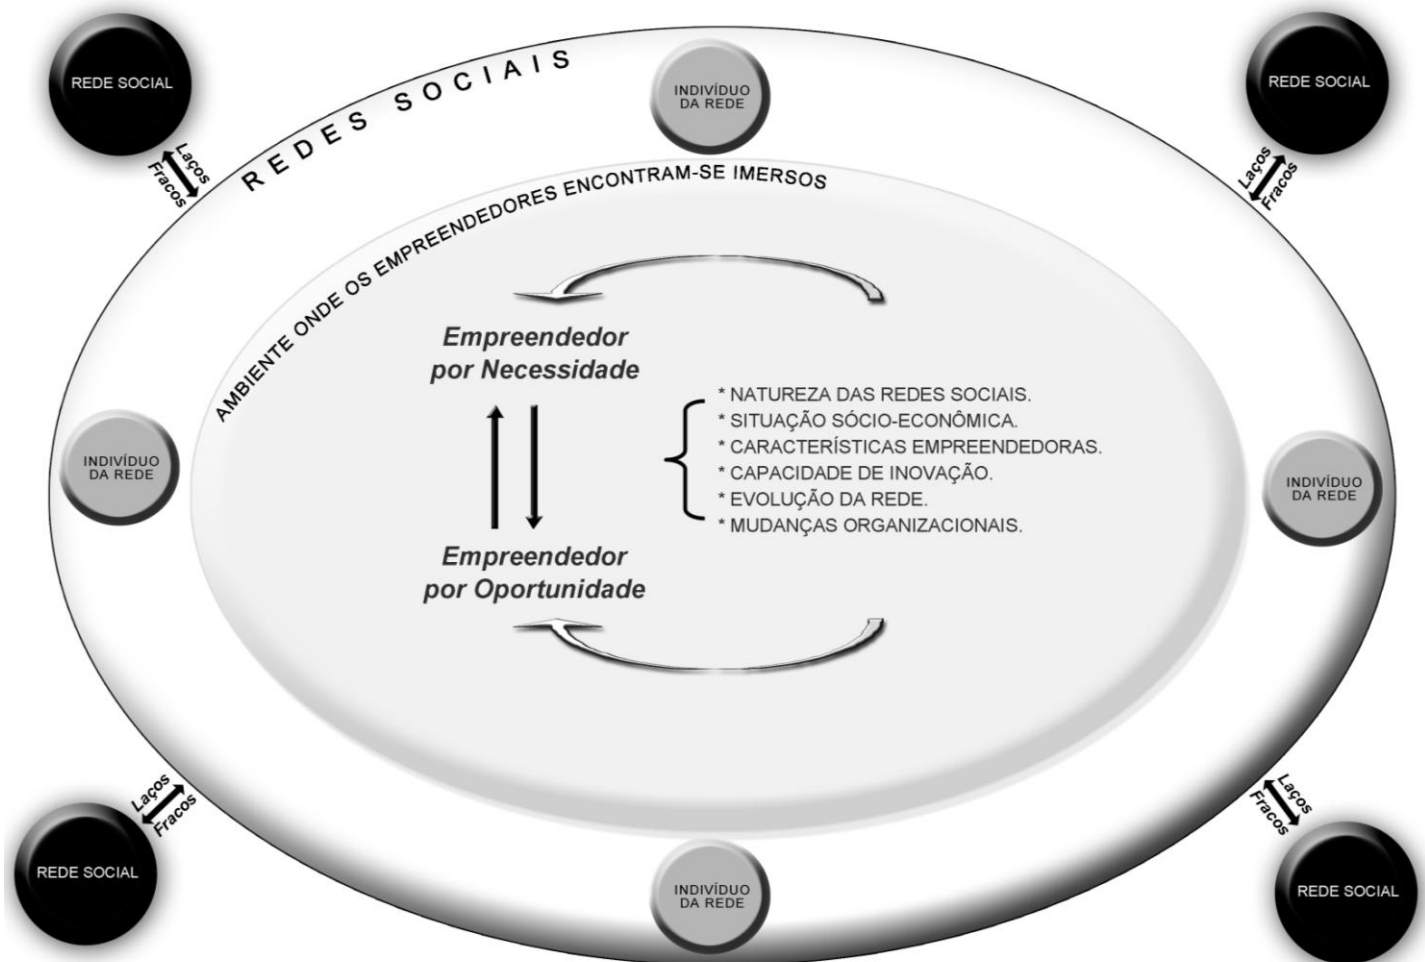 REDE SOCIAL
REDE SOCIAL
REDES SOCIAIS
INDIVÍDUO
DA REDE
Laços
Fracos
Laços
Fracos
AMBIENTE ONDE OS EMPREENDEDORES ENCONTRAM-SE IMERSOS
Empreendedor
por Necessidade
* NATUREZA DAS REDES SOCIAIS.
* SITUAÇÃO SÓCIO-ECONÔMICA.
* CARACTERÍSTICAS EMPREENDEDORAS.
* CAPACIDADE DE INOVAÇÃO.
* EVOLUÇÃO DA REDE.
* MUDANÇAS ORGANIZACIONAIS.
INDIVÍDUO
DA REDE
INDIVÍDUO
DA REDE
Empreendedor
por Oportunidade
Laços
Fracos
Laços
Fracos
REDE SOCIAL
INDIVÍDUO
DA REDE
REDE SOCIAL